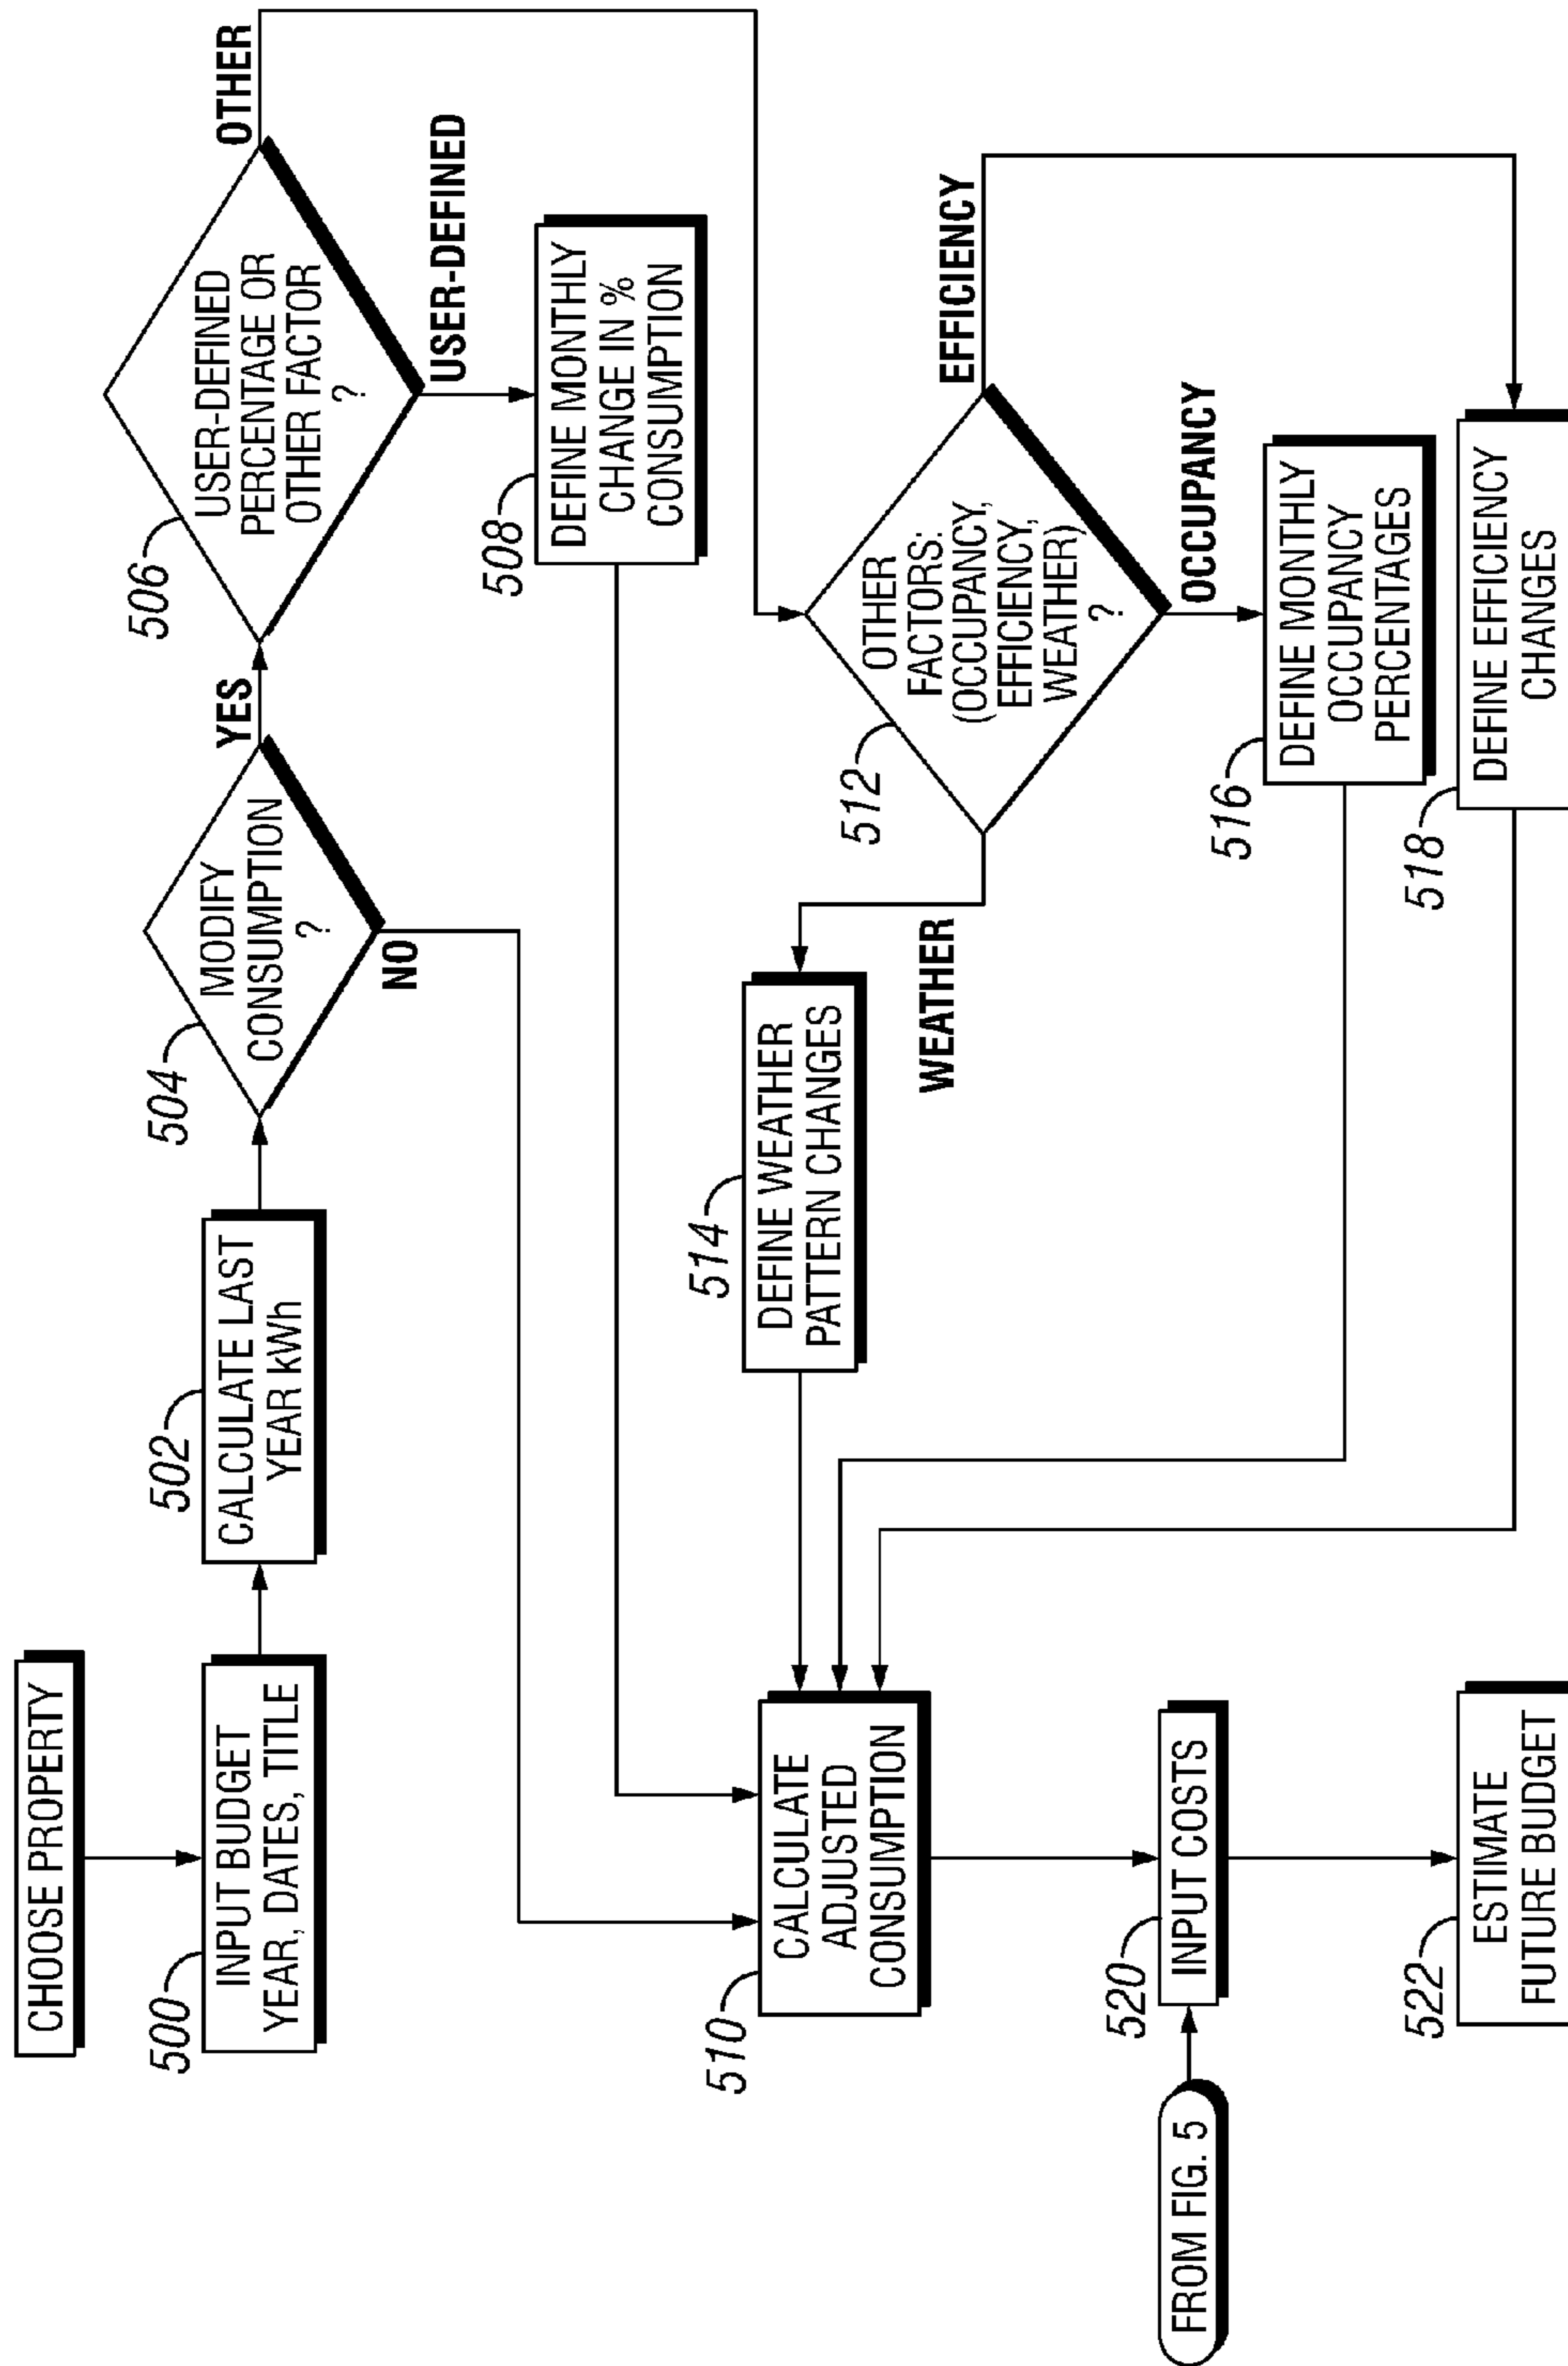 CHOOSE PROPERTY
500
INPUT BUDGET
YEAR, DATES, TITLE
502
CALCULATE LAST
YEAR kWh
504
MODIFY
CONSUMPTION
?
YES
NO
506
USER-DEFINED
PERCENTAGE OR
OTHER FACTOR
?
OTHER
USER-DEFINED
508
DEFINE MONTHLY
CHANGE IN %
CONSUMPTION
510
CALCULATE
ADJUSTED
CONSUMPTION
514
DEFINE WEATHER
PATTERN CHANGES
WEATHER
512
OTHER
FACTORS:
(OCCUPANCY,
EFFICIENCY,
WEATHER)
?
EFFICIENCY
OCCUPANCY
516
DEFINE MONTHLY
OCCUPANCY
PERCENTAGES
518
DEFINE EFFICIENCY
CHANGES
FROM FIG. 5
520
INPUT COSTS
522
ESTIMATE
FUTURE BUDGET